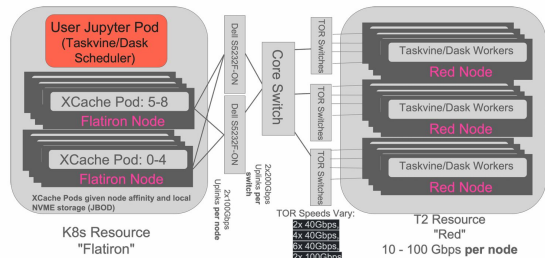 User Jupyter Pod
(Taskvine/Dask
Scheduler)
XCache Pod: 5-8
Flatiron Node
XCache Pod: 0-4
Flatiron Node
XCache Pods given node affinity and local
NVME storage (JBOD)
K8s Resource
"Flatiron"
Dell S5232F-ON
Dell S5232F-ON
2x100Gbps
Uplinks per node
Core Switch
2x200Gbps
Uplinks per
switch
TOR Switches
TOR Switches
TOR Switches
TOR Speeds Vary:
2x 40Gbps,
4x 40Gbps,
6x 40Gbps,
2x 100Gbps
Taskvine/Dask Workers
Red Node
Taskvine/Dask Workers
Red Node
Taskvine/Dask Workers
Red Node
T2 Resource
"Red"
10 - 100 Gbps per node